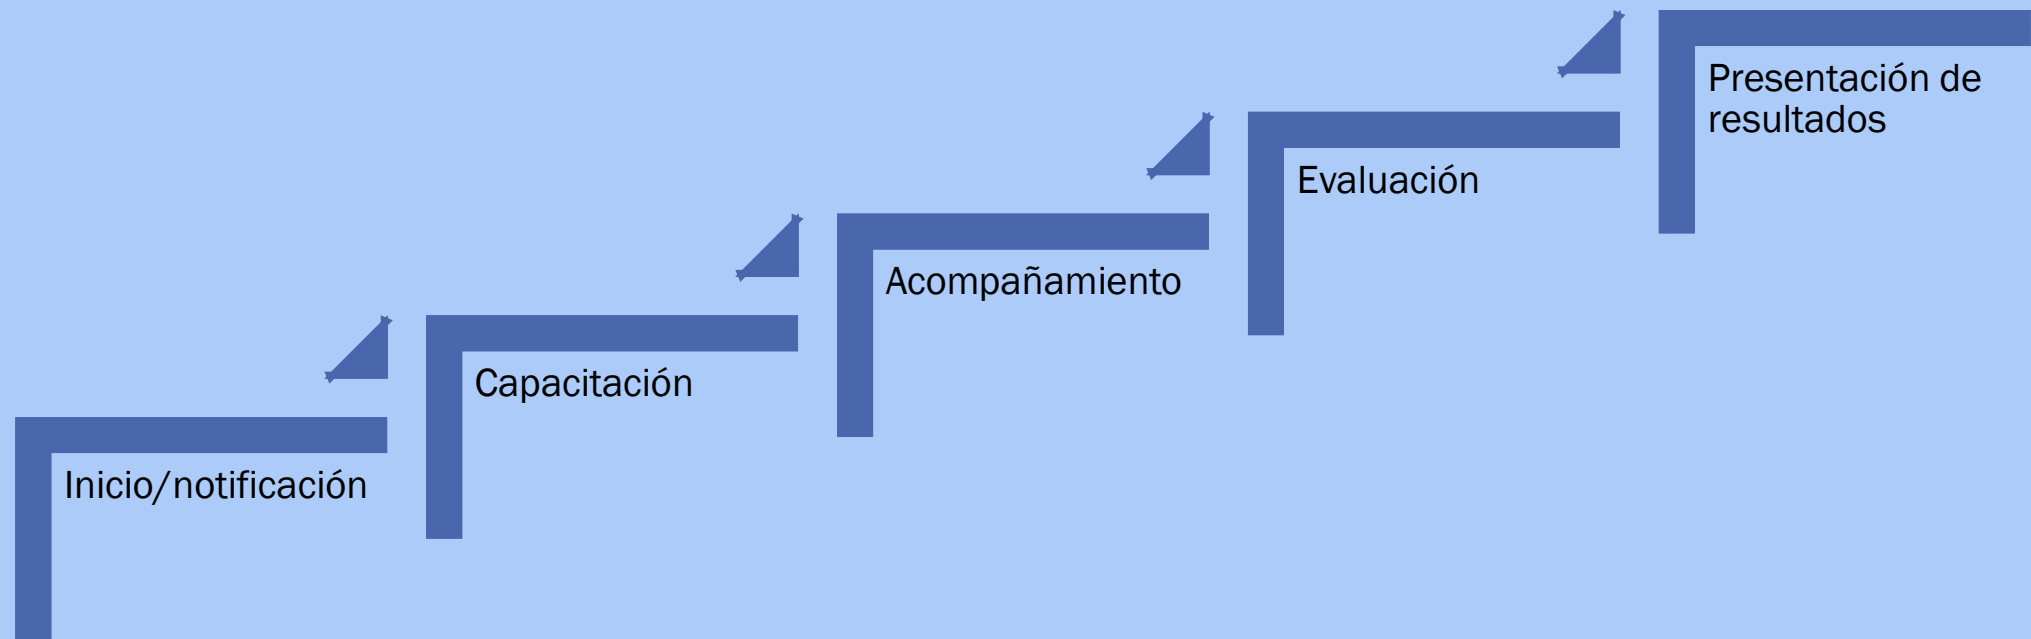 Inicio/notificación
Capacitación
Acompañamiento
Evaluación
Presentación de
resultados